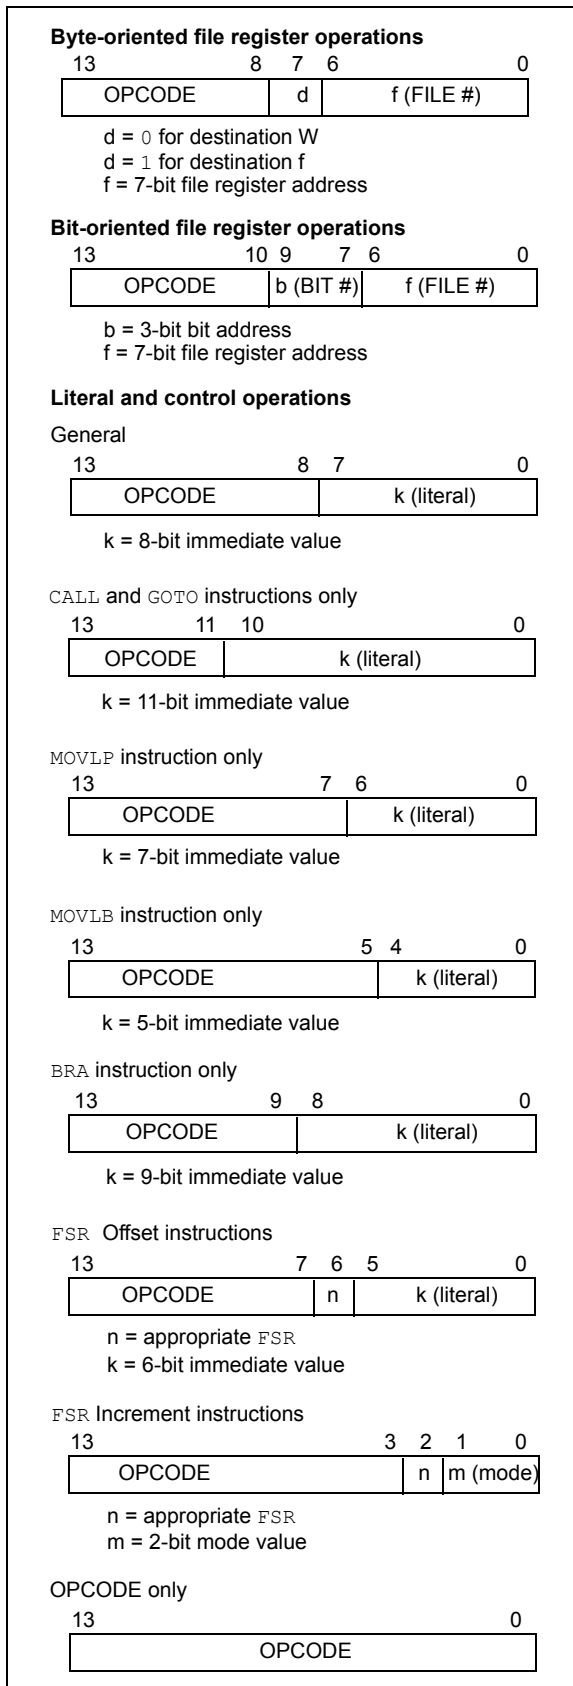 Byte-oriented file register operations
13 8 7 6 0
OPCODE d f (FILE #)
d = 0 for destination W
d = 1 for destination f
f = 7-bit file register address
Bit-oriented file register operations
13 10 9 7 6 0
OPCODE b (BIT #) f (FILE #)
b = 3-bit bit address
f = 7-bit file register address
Literal and control operations
General
13 8 7 0
OPCODE k (literal)
k = 8-bit immediate value
CALL and GOTO instructions only
13 11 10 0
OPCODE k (literal)
k = 11-bit immediate value
MOVLP instruction only
13 7 6 0
OPCODE k (literal)
k = 7-bit immediate value
MOVLB instruction only
13 5 4 0
OPCODE k (literal)
k = 5-bit immediate value
BRA instruction only
13 9 8 0
OPCODE k (literal)
k = 9-bit immediate value
FSR Offset instructions
13 7 6 5 0
OPCODE n k (literal)
n = appropriate FSR
k = 6-bit immediate value
FSR Increment instructions
13 3 2 1 0
OPCODE n m (mode)
n = appropriate FSR
m = 2-bit mode value
OPCODE only
13 0
OPCODE